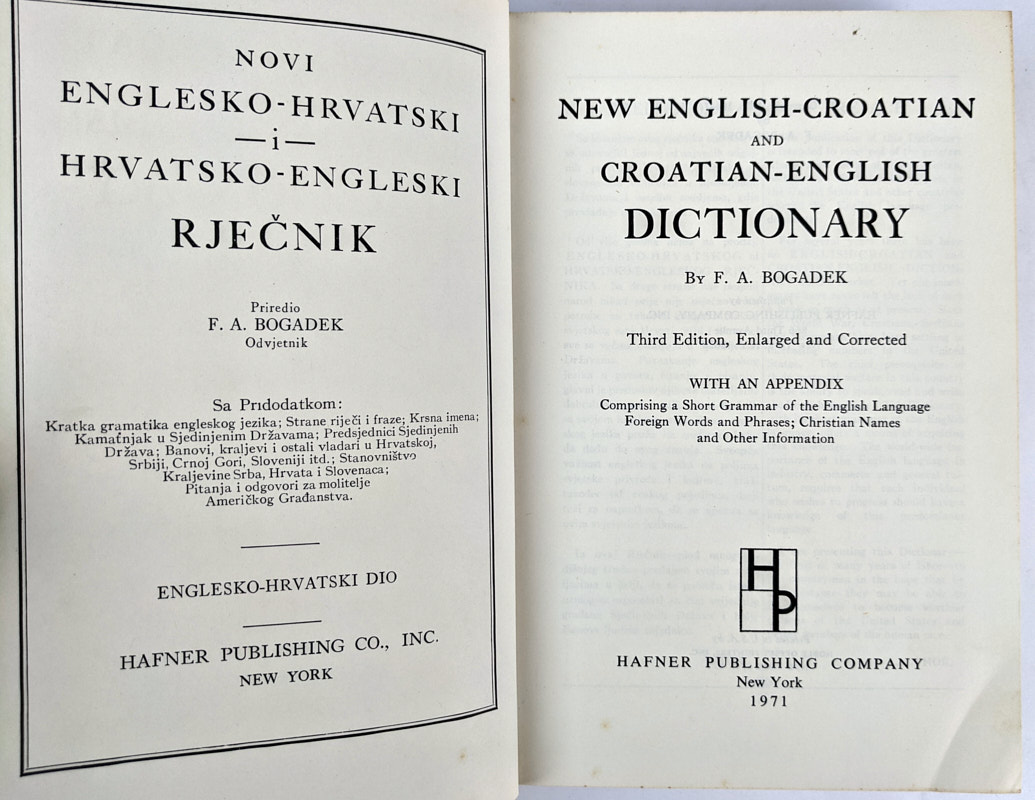 NOVI
ENGLESKO-HRVATSKI
—i—
HRVATSKO-ENGLESKI
RJEČNIK
Priredio
F. A. BOGADEK
Odvjetnik
Sa Pridodatkom:
Kratka gramatika engleskog jezika; Strane riječi i fraze; Krsna imena;
Kamatnjak u Sjedinjenim Državama; Predsjednici Sjedinjenih
Država; Banovi, kraljevi i ostali vladari u Hrvatskoj,
Srbiji, Crnoj Gori, Sloveniji itd.; Stanovništvo
Kraljevine Srba, Hrvata i Slovenaca;
Pitanja i odgovori za molitelje
Američkog Građanstva.
ENGLESKO-HRVATSKI DIO
HAFNER PUBLISHING CO., INC.
NEW YORK
NEW ENGLISH-CROATIAN
AND
CROATIAN-ENGLISH
DICTIONARY
By F. A. BOGADEK
Third Edition, Enlarged and Corrected
WITH AN APPENDIX
Comprising a Short Grammar of the English Language
Foreign Words and Phrases; Christian Names
and Other Information
HP
HAFNER PUBLISHING COMPANY
New York
1971